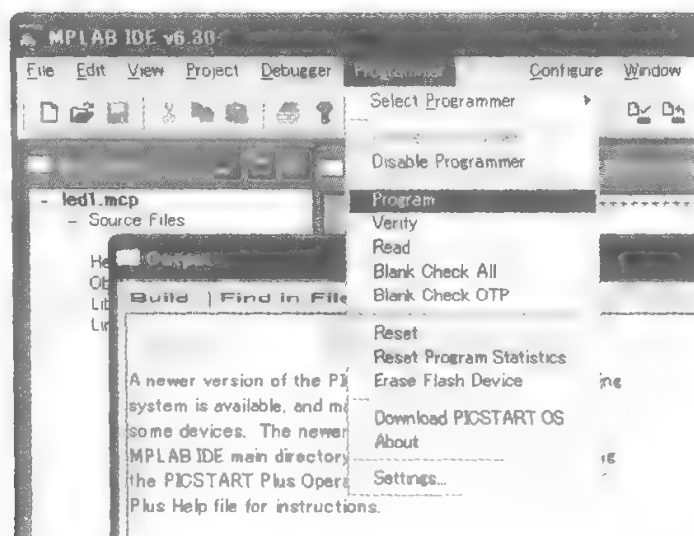 MPLAB IDE v6.30
File Edit View Project Debugger Configure Window
Select Programmer
Disable Programmer
led1.mcp
Program
Source Files
Verify
Read
Blank Check All
Build Find in File
Blank Check OTP
Reset
Reset Program Statistics
A newer version of the
Erase Flash Device
system is available, and
Download PICSTART OS
some devices. The newer
About
MPLAB IDE main directory
the PICSTART Plus
Settings...
Plus Help file for instructions.